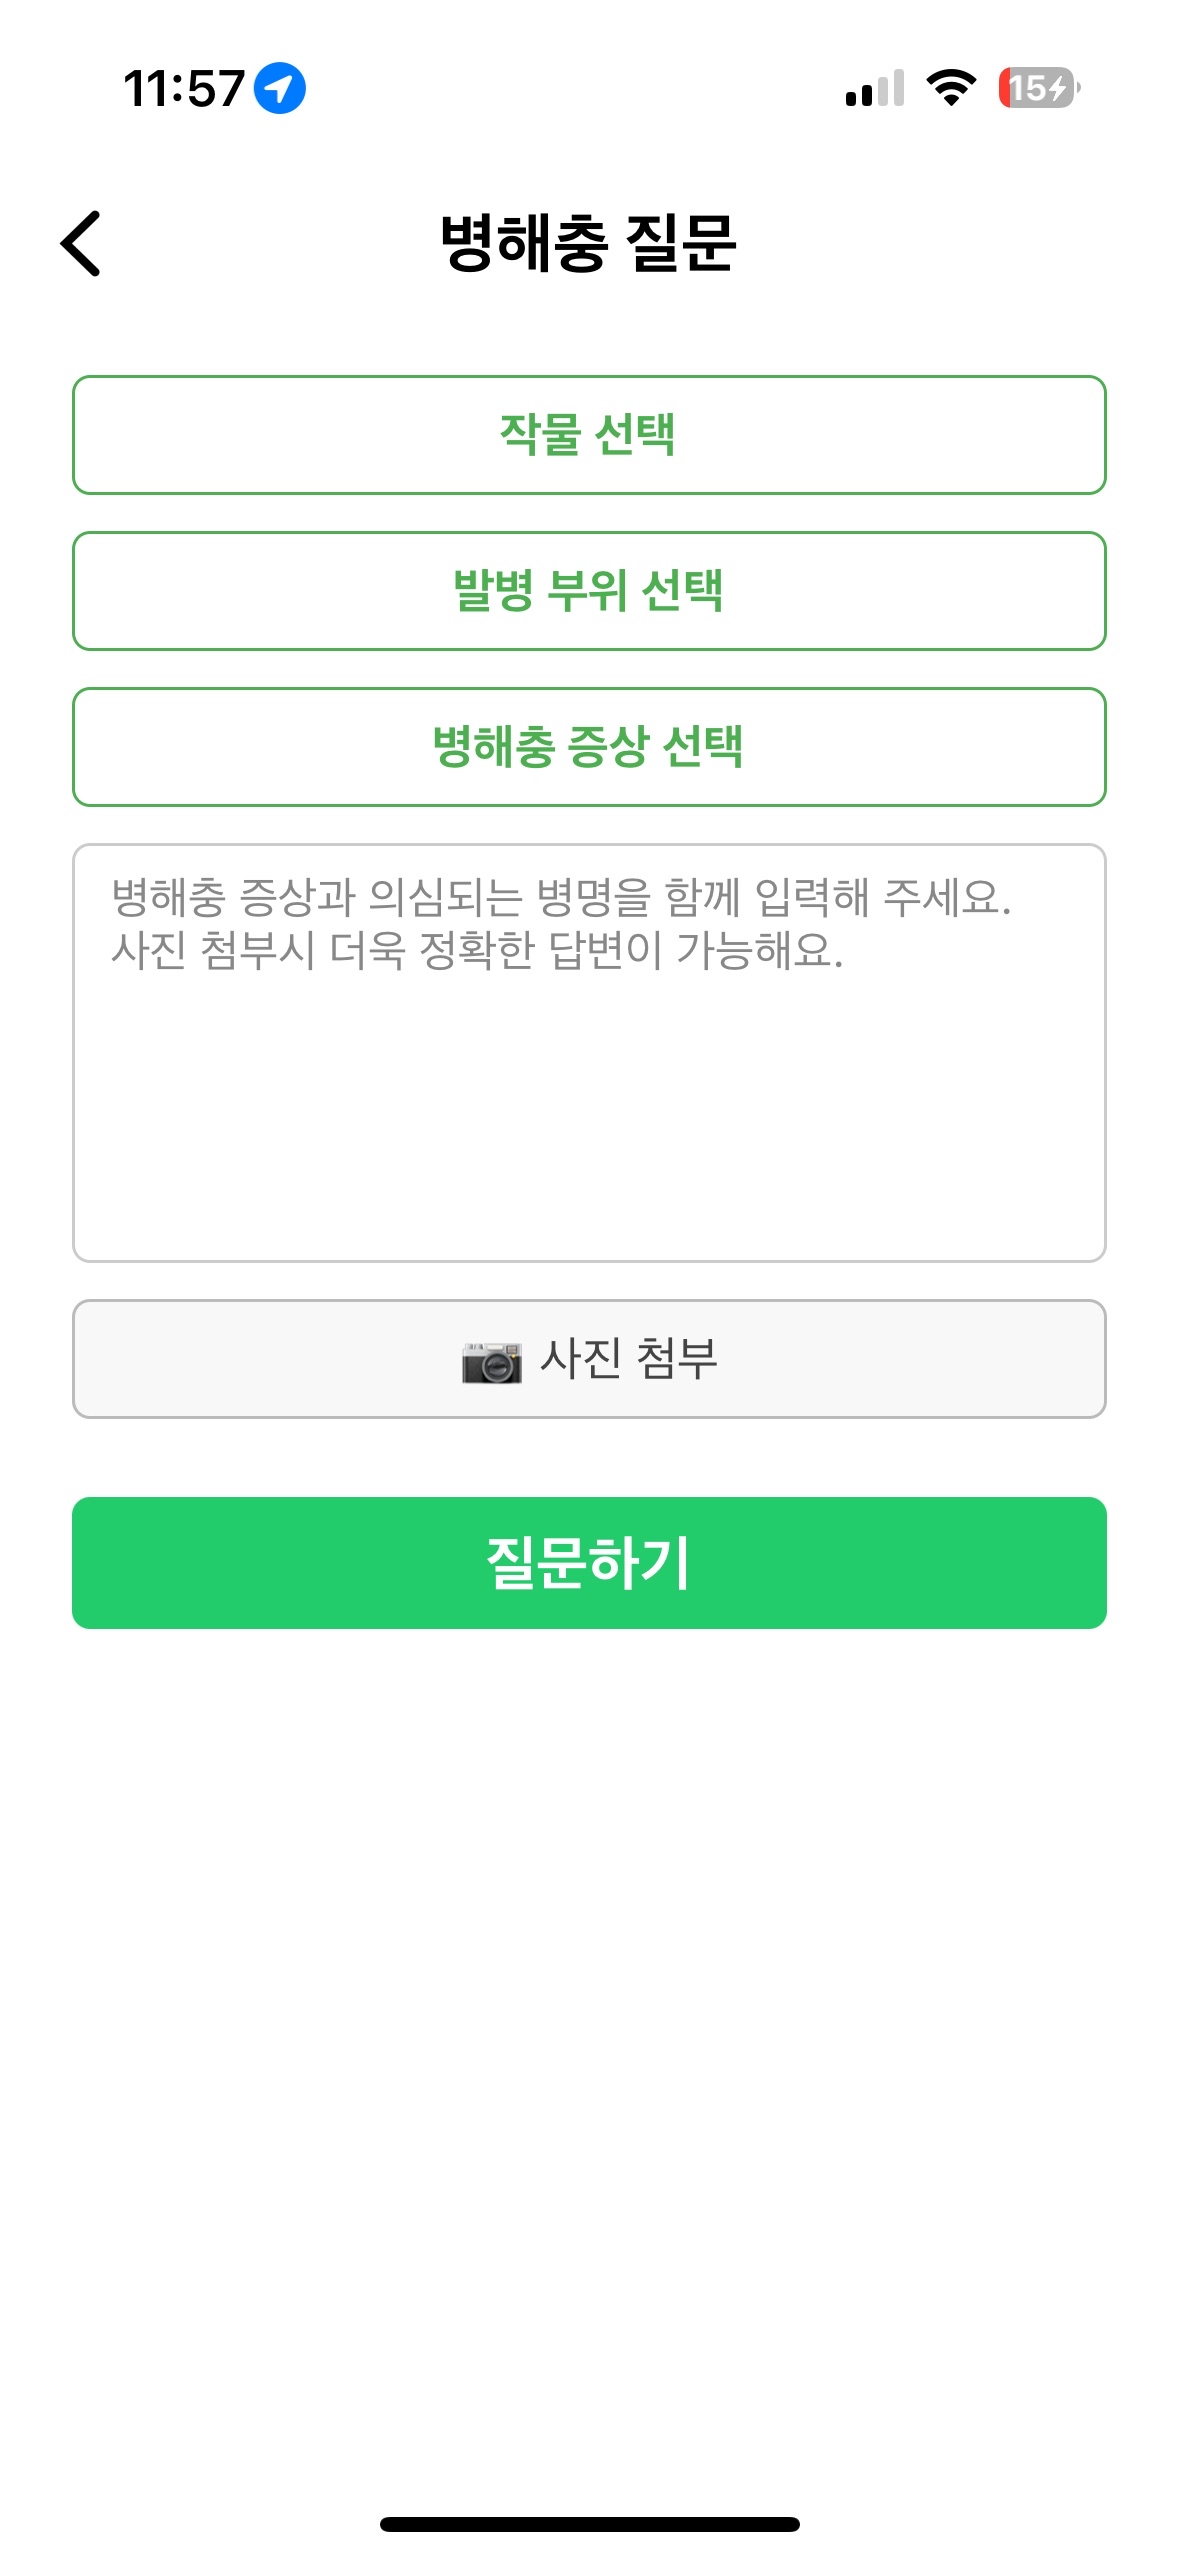 11:57
15
병해충 질문
작물 선택
발병 부위 선택
병해충 증상 선택
병해충 증상과 의심되는 병명을 함께 입력해 주세요.
사진 첨부시 더욱 정확한 답변이 가능해요.
사진 첨부
질문하기